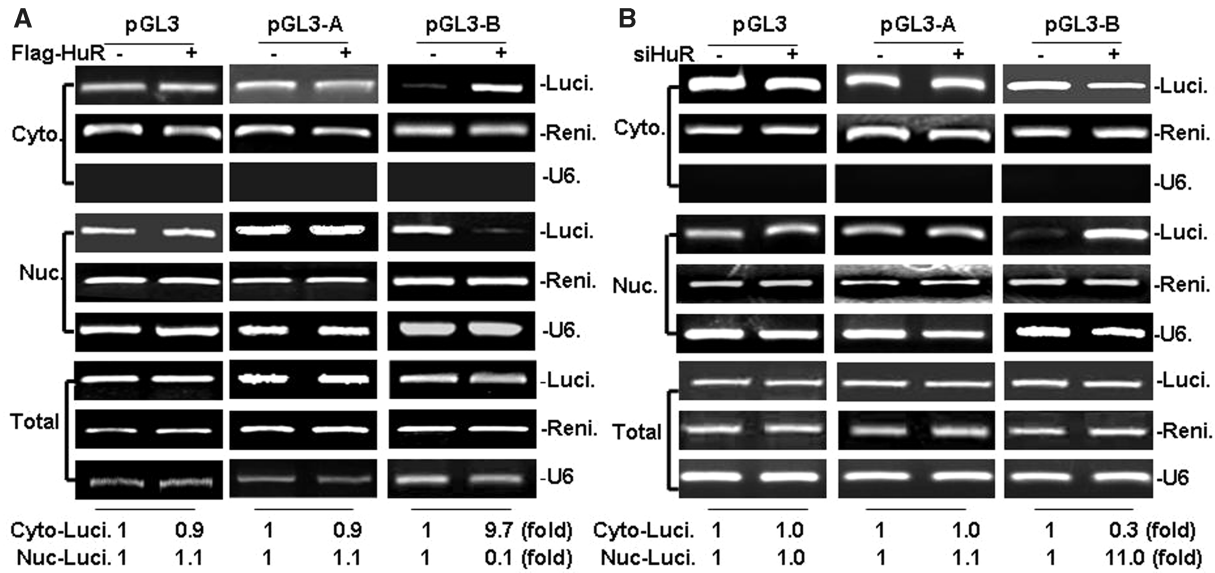 A
pGL3 pGL3-A pGL3-B
Flag-HuR - + - + - +
Cyto.
-Luci.
-Reni.
-U6.
Nuc.
-Luci.
-Reni.
-U6.
Total
-Luci.
-Reni.
-U6
Cyto-Luci. 1 0.9 1 0.9 1 9.7 (fold)
Nuc-Luci. 1 1.1 1 1.1 1 0.1 (fold)
B
pGL3 pGL3-A pGL3-B
siHuR - + - + - +
Cyto.
-Luci.
-Reni.
-U6.
Nuc.
-Luci.
-Reni.
-U6.
Total
-Luci.
-Reni.
-U6
Cyto-Luci. 1 1.0 1 1.0 1 0.3 (fold)
Nuc-Luci. 1 1.0 1 1.1 1 11.0 (fold)